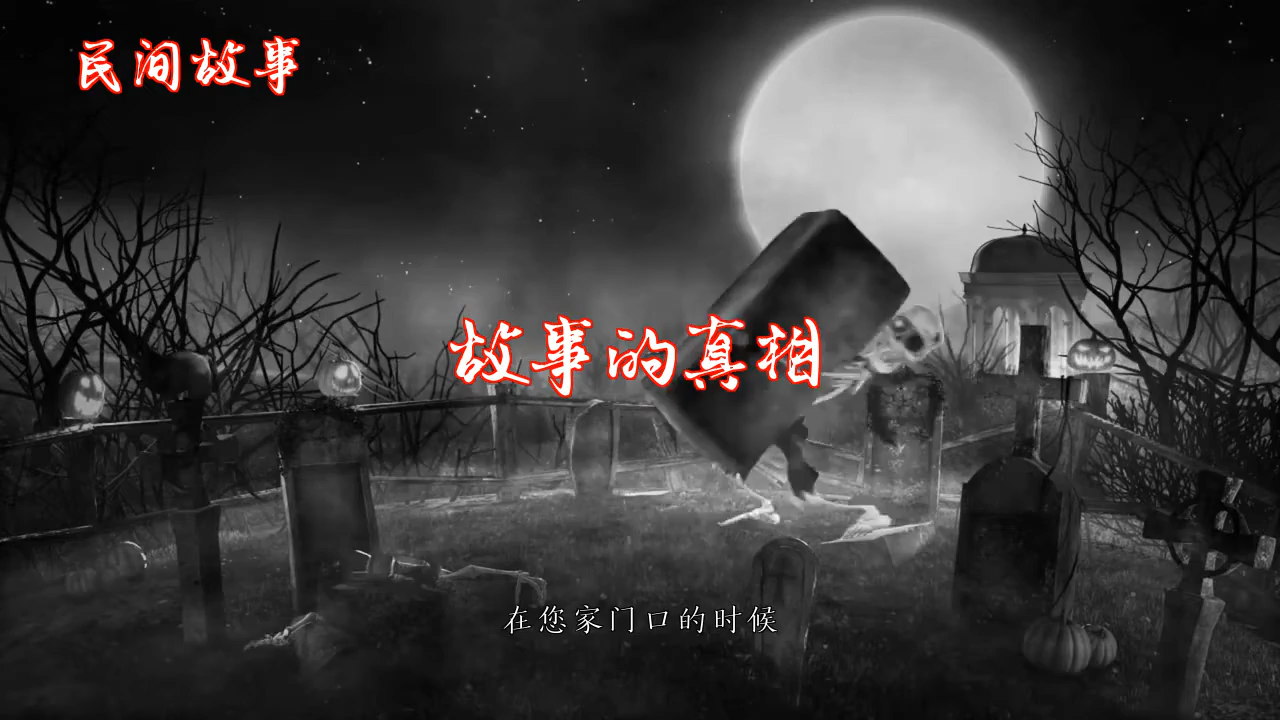 民间故事
故事的真相
在您家门口的时候